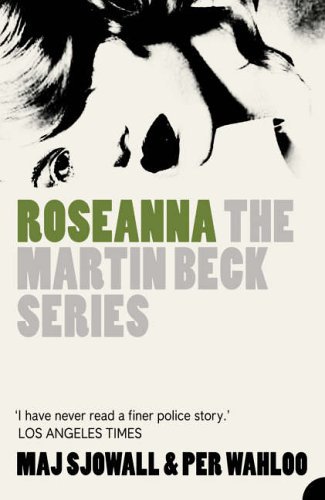 ROSEANNA THE
MARTIN BECK
SERIES
'I have never read a finer police story.'
LOS ANGELES TIMES
MAJ SJOWALL & PER WAHLOO